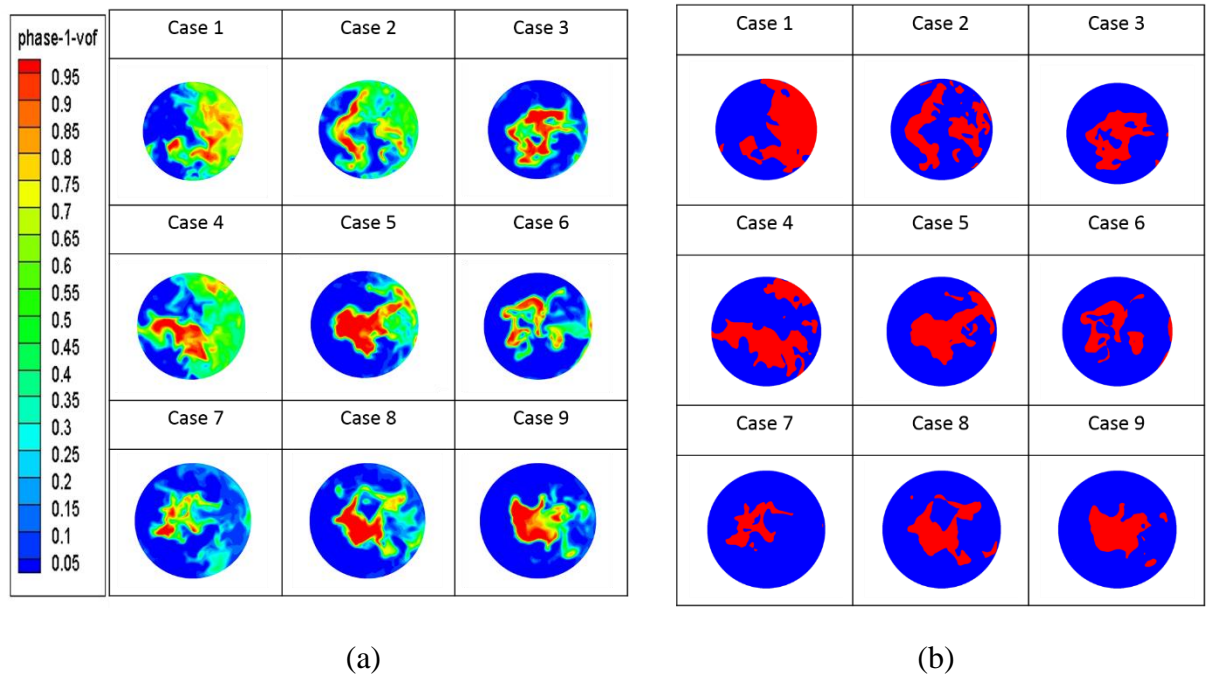 phase-1-vof
0.95
0.9
0.85
0.8
0.75
0.7
0.65
0.6
0.55
0.5
0.45
0.4
0.35
0.3
0.25
0.2
0.15
0.1
0.05
Case 1 Case 2 Case 3
Case 4 Case 5 Case 6
Case 7 Case 8 Case 9
(a)
Case 1 Case 2 Case 3
Case 4 Case 5 Case 6
Case 7 Case 8 Case 9
(b)